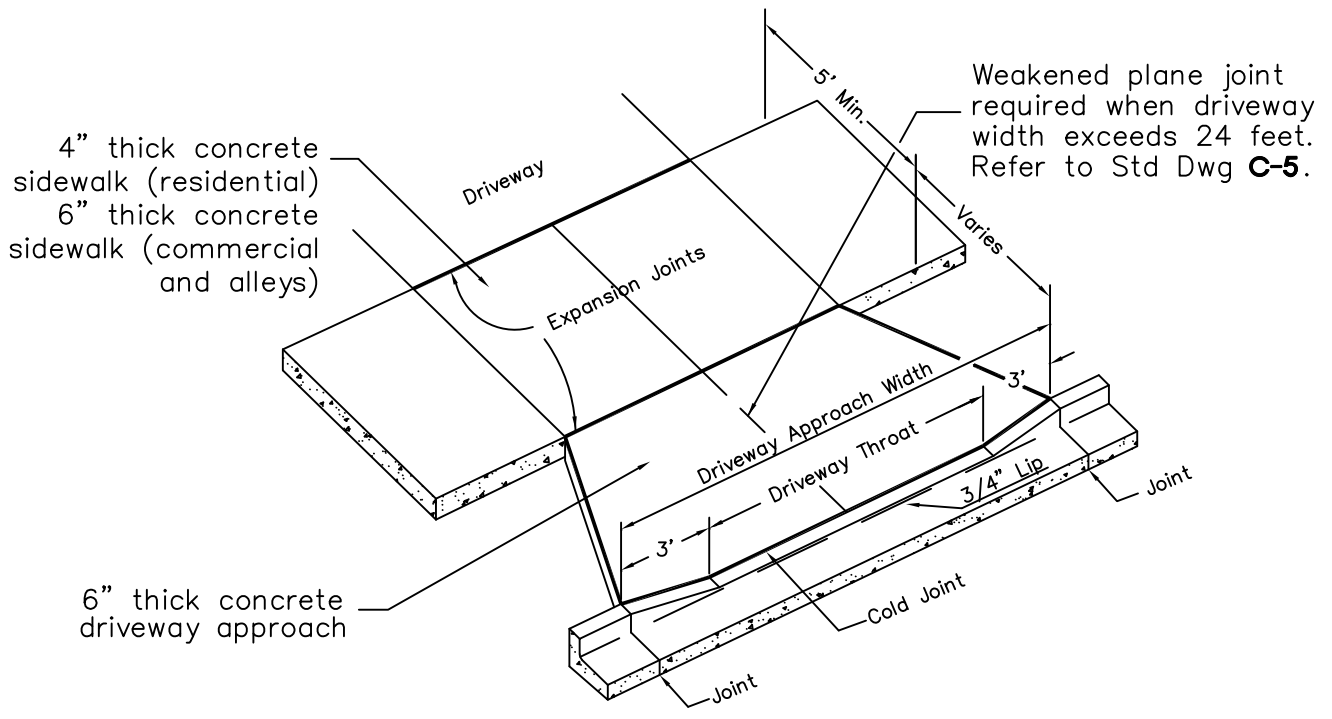 5' Min.
Weakened plane joint
required when driveway
width exceeds 24 feet.
Refer to Std Dwg C-5.
4” thick concrete
sidewalk (residential)
6” thick concrete
sidewalk (commercial
and alleys)
Driveway
Varies
Expansion Joints
3'
Driveway Approach Width
Driveway Throat
3/4" Lip
Joint
3'
6” thick concrete
driveway approach
Cold Joint
Joint